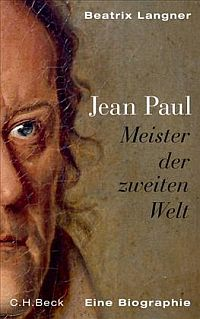 Beatrix Langner
Jean Paul
Meister
der
zweiten
Welt
C.H.Beck
Eine Biographie